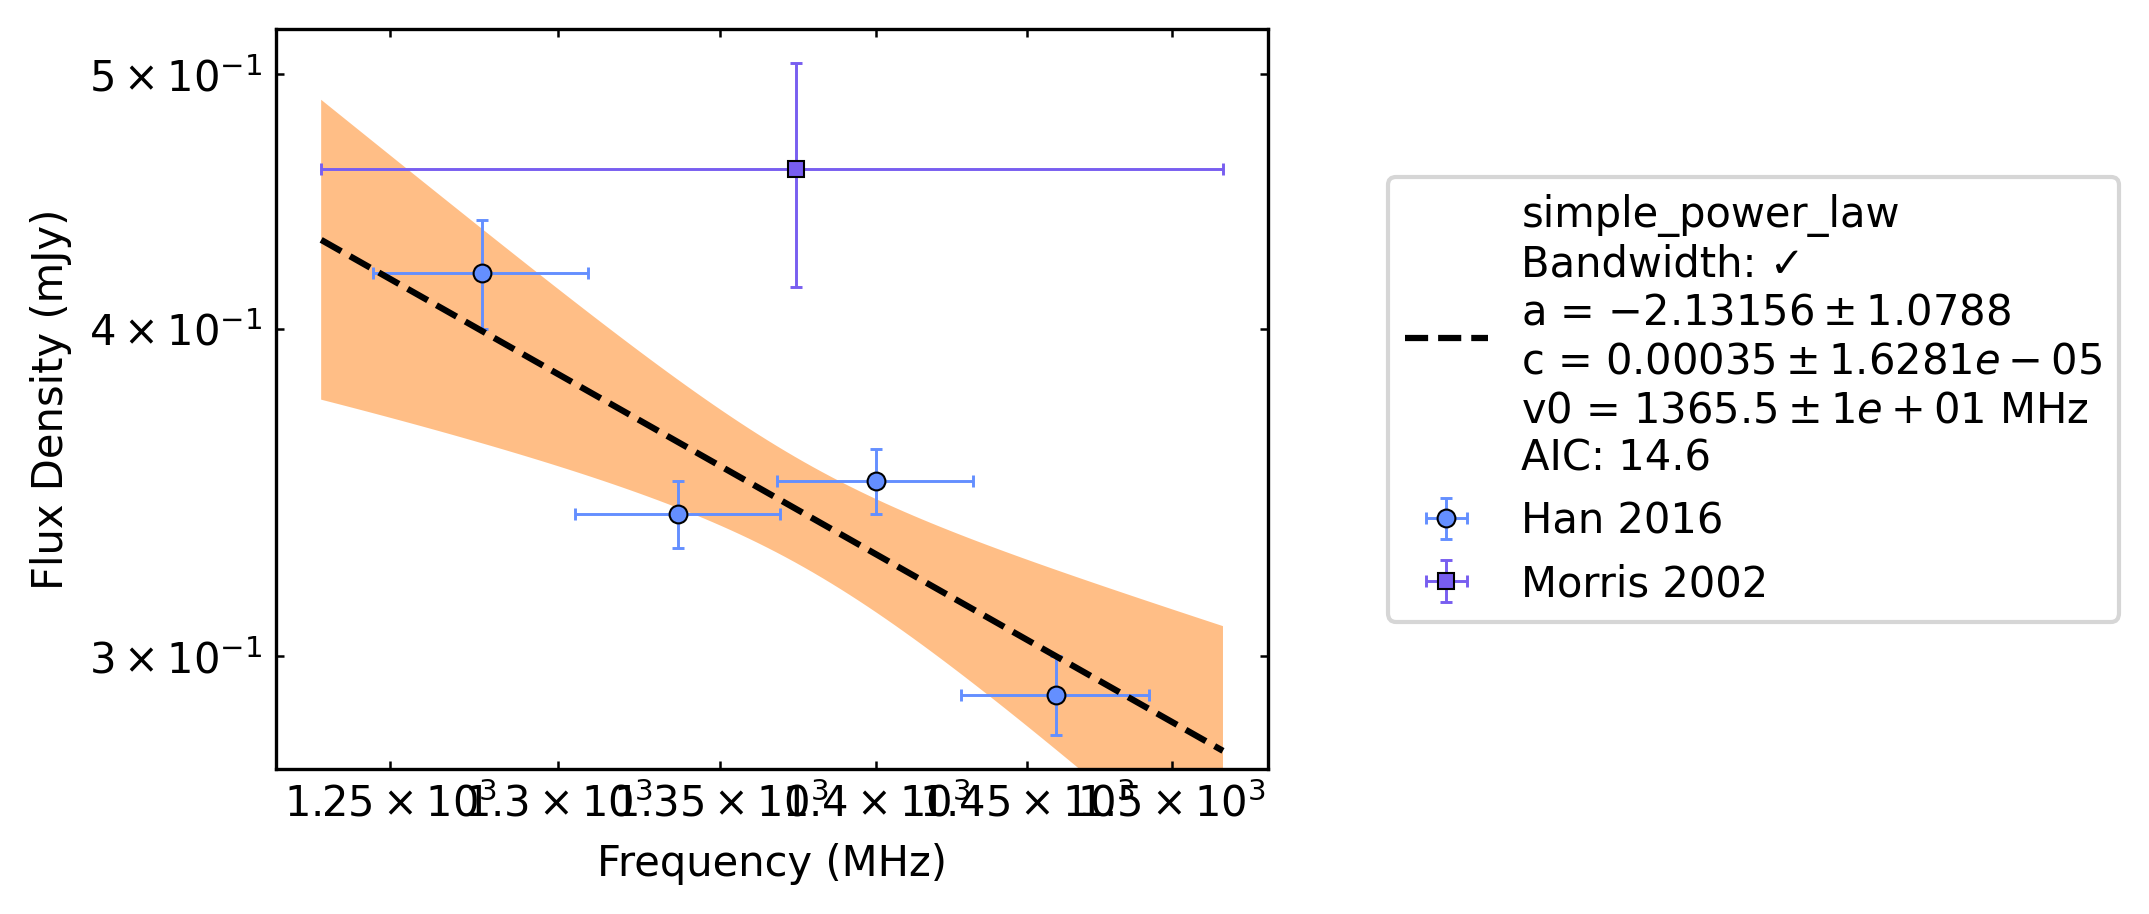 Flux Density (mJy)
5 × 10⁻¹
4 × 10⁻¹
3 × 10⁻¹
1.25 × 10³ 1.3 × 10³ 1.35 × 10³ 1.4 × 10³ 1.45 × 10³ 1.5 × 10³
Frequency (MHz)
simple_power_law
Bandwidth: ✓
a = −2.13156 ± 1.0788
c = 0.00035 ± 1.6281e − 05
v0 = 1365.5 ± 1e + 01 MHz
AIC: 14.6
Han 2016
Morris 2002